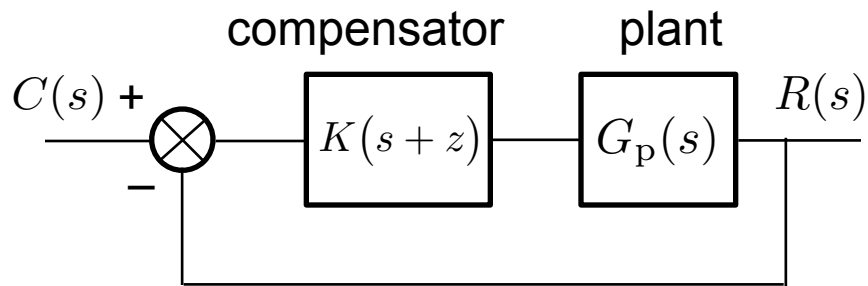 compensator plant
C(s) + R(s)
K(s + z) G_p(s)
−